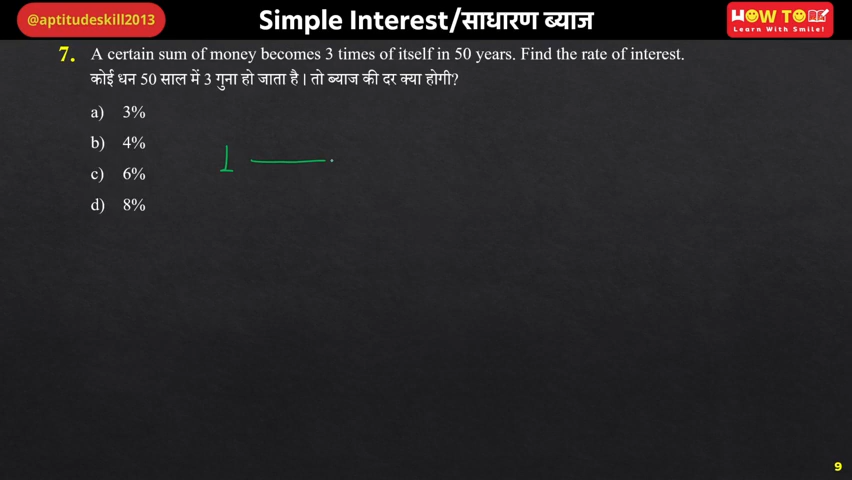 @aptitudeskill2013
Simple Interest/साधारण ब्याज
HOW TO
Learn With Smile!
7. A certain sum of money becomes 3 times of itself in 50 years. Find the rate of interest.
कोई धन 50 साल में 3 गुना हो जाता है। तो ब्याज की दर क्या होगी?
a) 3%
b) 4%
c) 6%
d) 8%
1
9